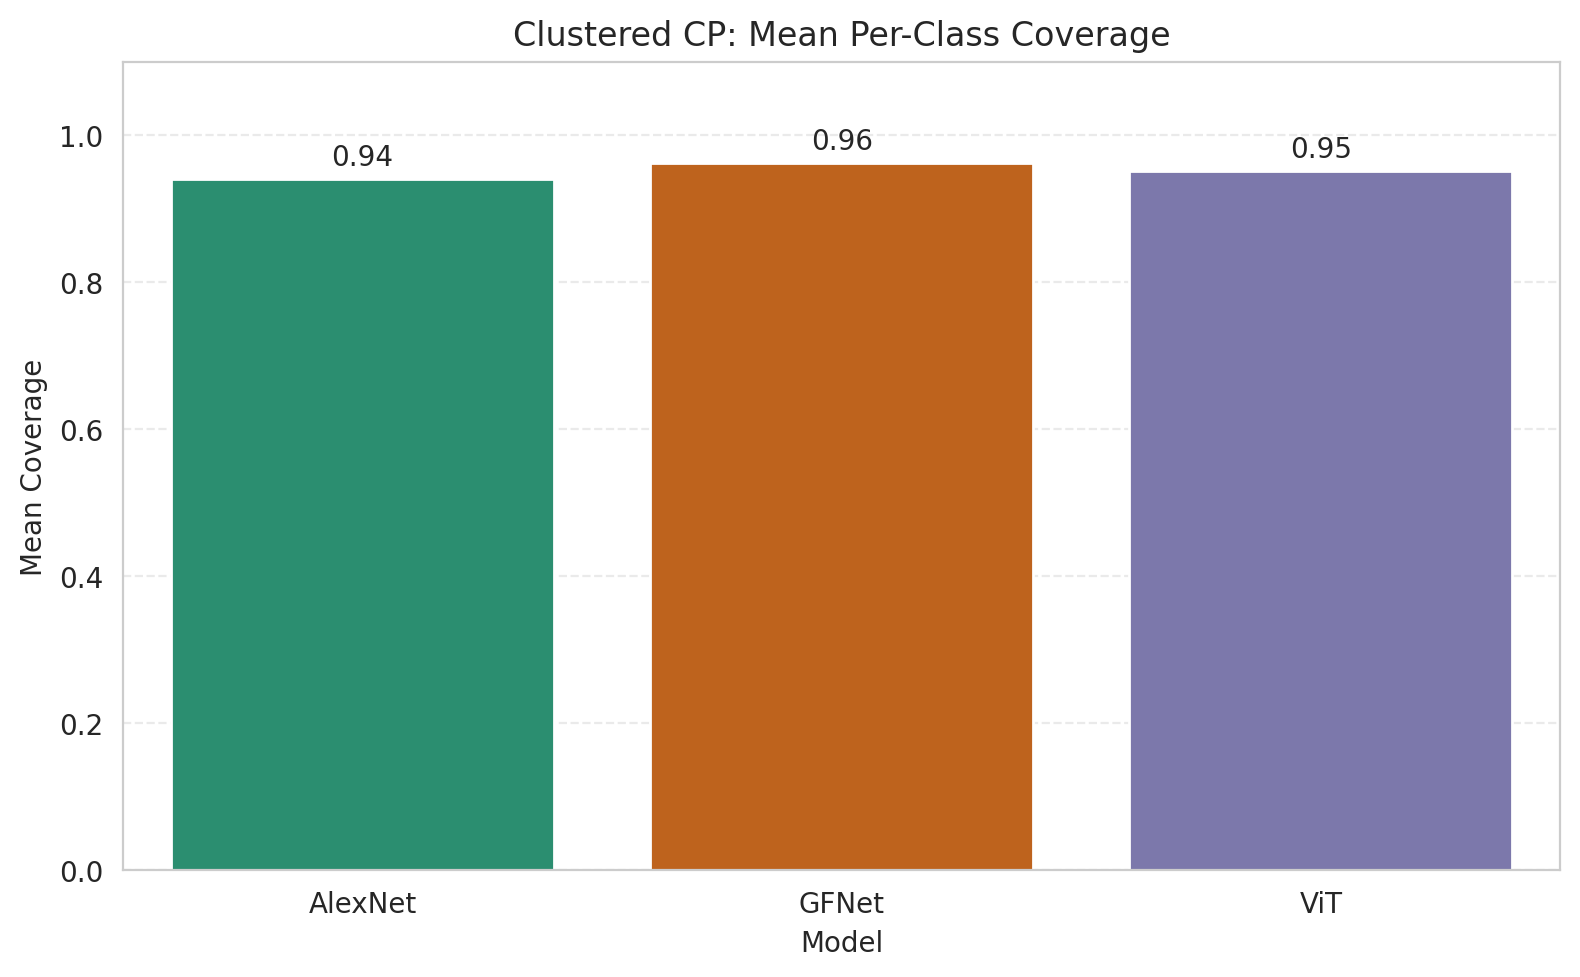 Clustered CP: Mean Per-Class Coverage
Mean Coverage
1.0
0.8
0.6
0.4
0.2
0.0
0.94
0.96
0.95
AlexNet
GFNet
ViT
Model